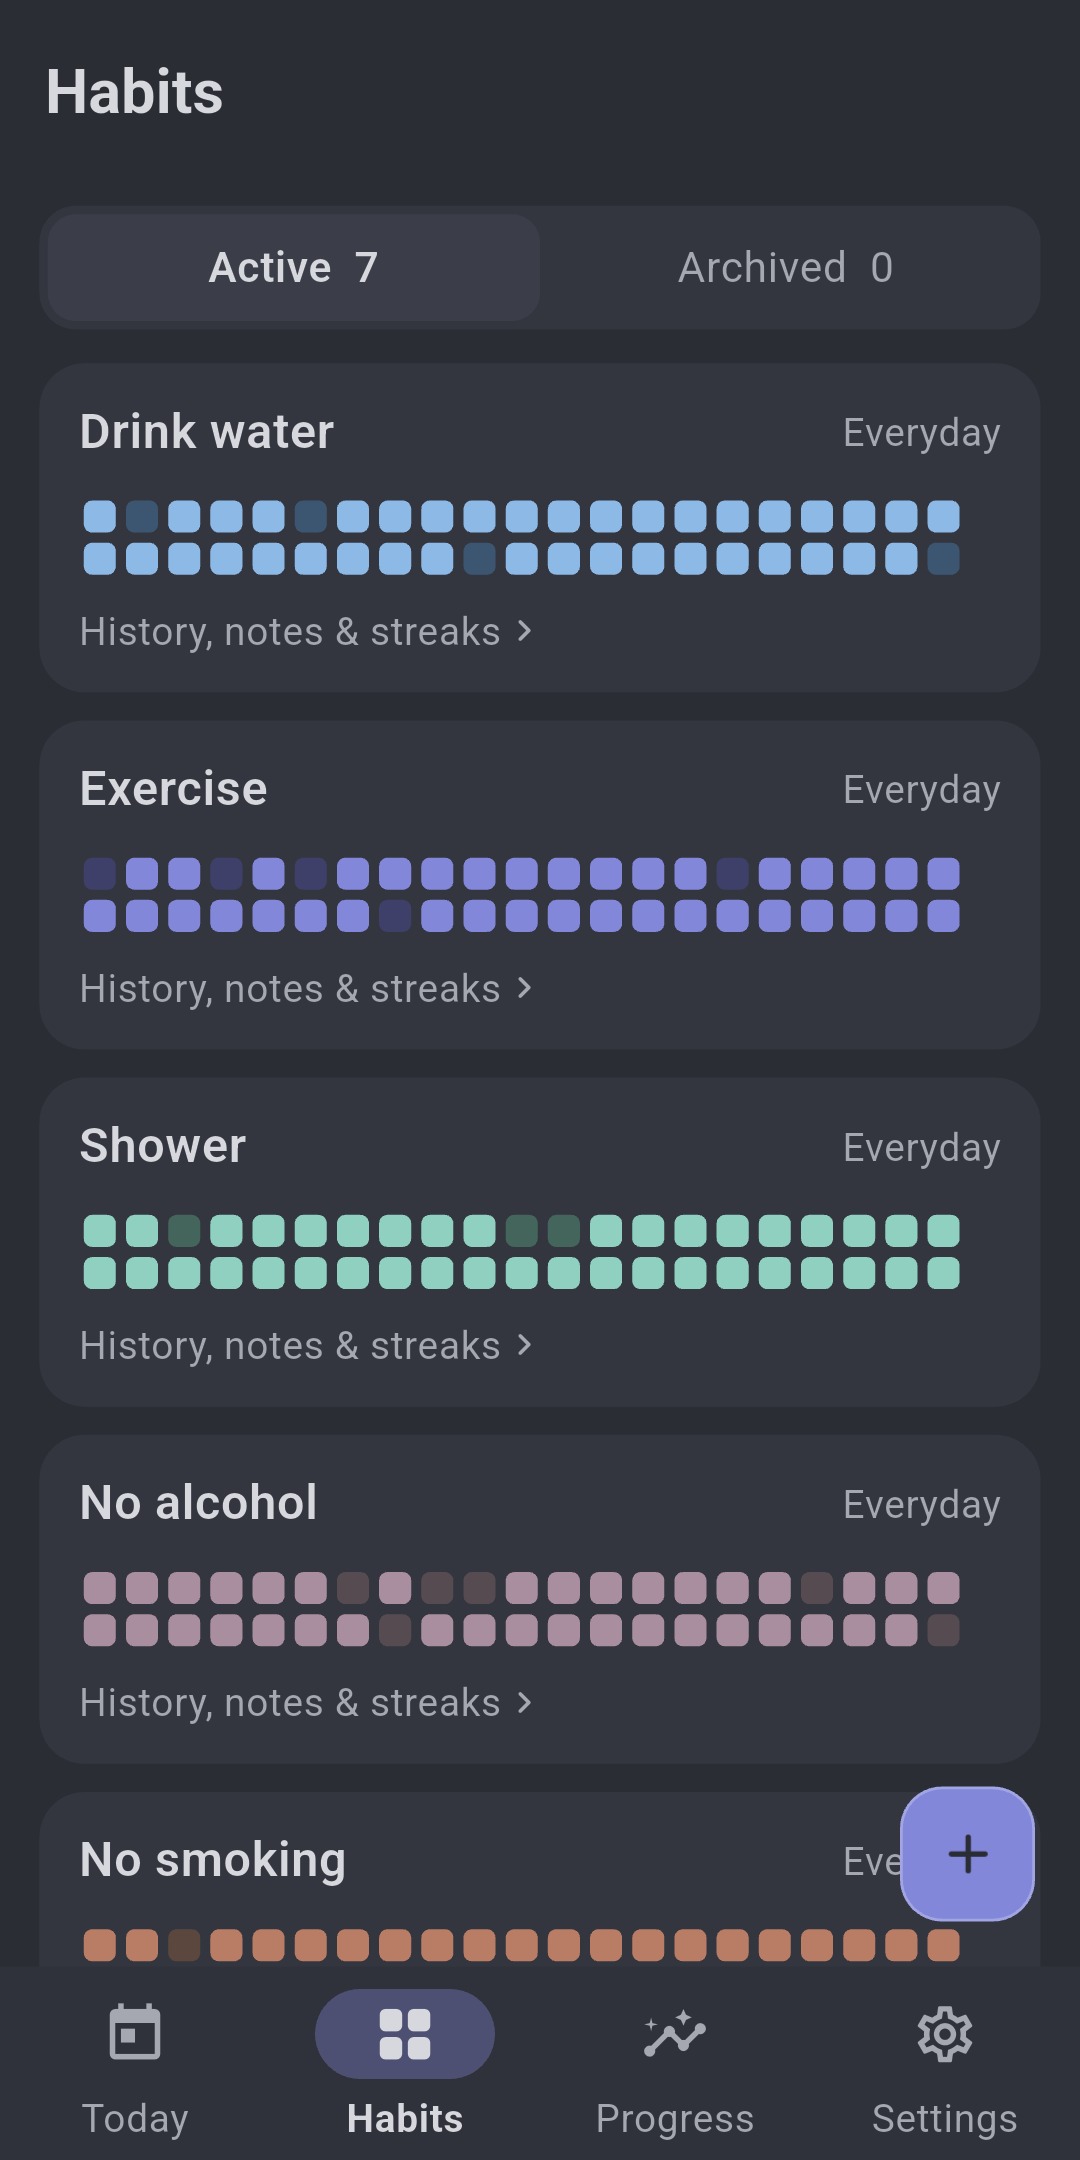 Habits
Active 7
Archived 0
Drink water
Everyday
History, notes & streaks
Exercise
Everyday
History, notes & streaks
Shower
Everyday
History, notes & streaks
No alcohol
Everyday
History, notes & streaks
No smoking
Today
Habits
Progress
Settings